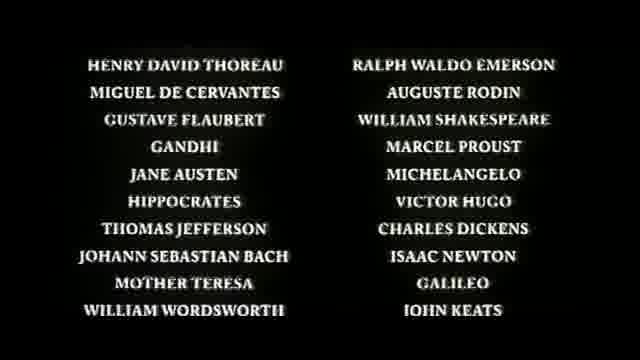 HENRY DAVID THOREAU
MIGUEL DE CERVANTES
GUSTAVE FLAUBERT
GANDHI
JANE AUSTEN
HIPPOCRATES
THOMAS JEFFERSON
JOHANN SEBASTIAN BACH
MOTHER TERESA
WILLIAM WORDSWORTH
RALPH WALDO EMERSON
AUGUSTE RODIN
WILLIAM SHAKESPEARE
MARCEL PROUST
MICHELANGELO
VICTOR HUGO
CHARLES DICKENS
ISAAC NEWTON
GALILEO
JOHN KEATS